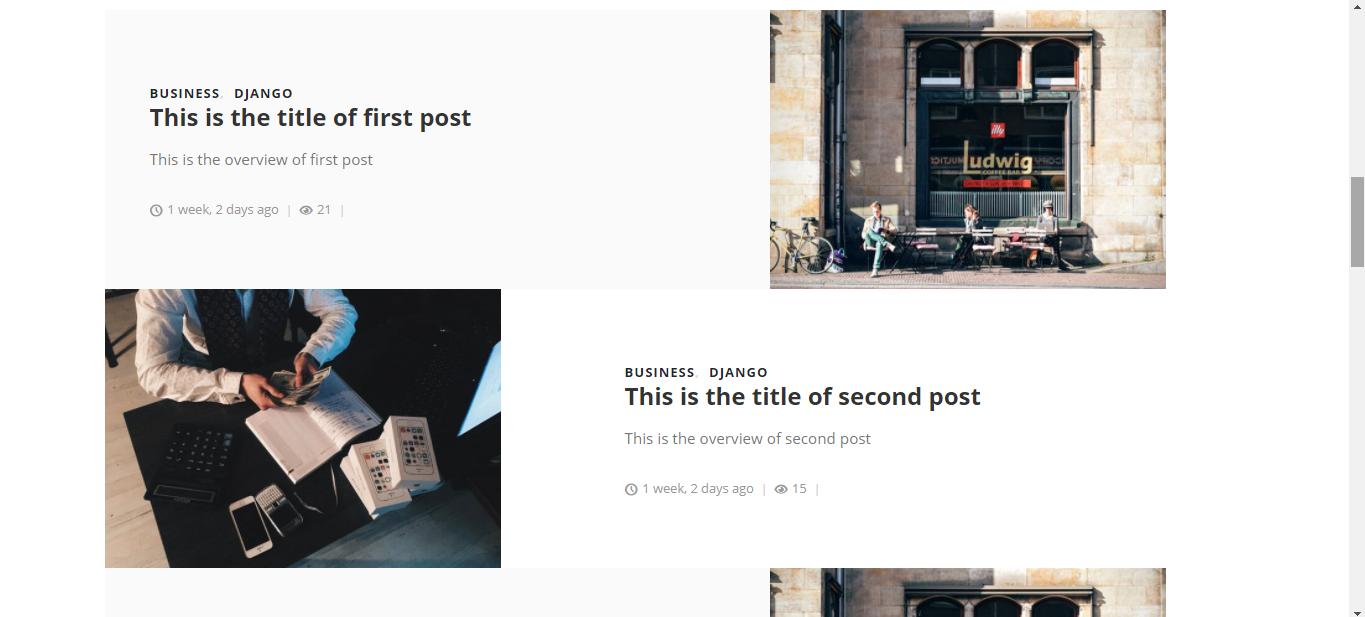 BUSINESS, DJANGO
This is the title of first post
This is the overview of first post
1 week, 2 days ago | 21 |
illy
Ludwig
COFFEE BAR
BUSINESS, DJANGO
This is the title of second post
This is the overview of second post
1 week, 2 days ago | 15 |